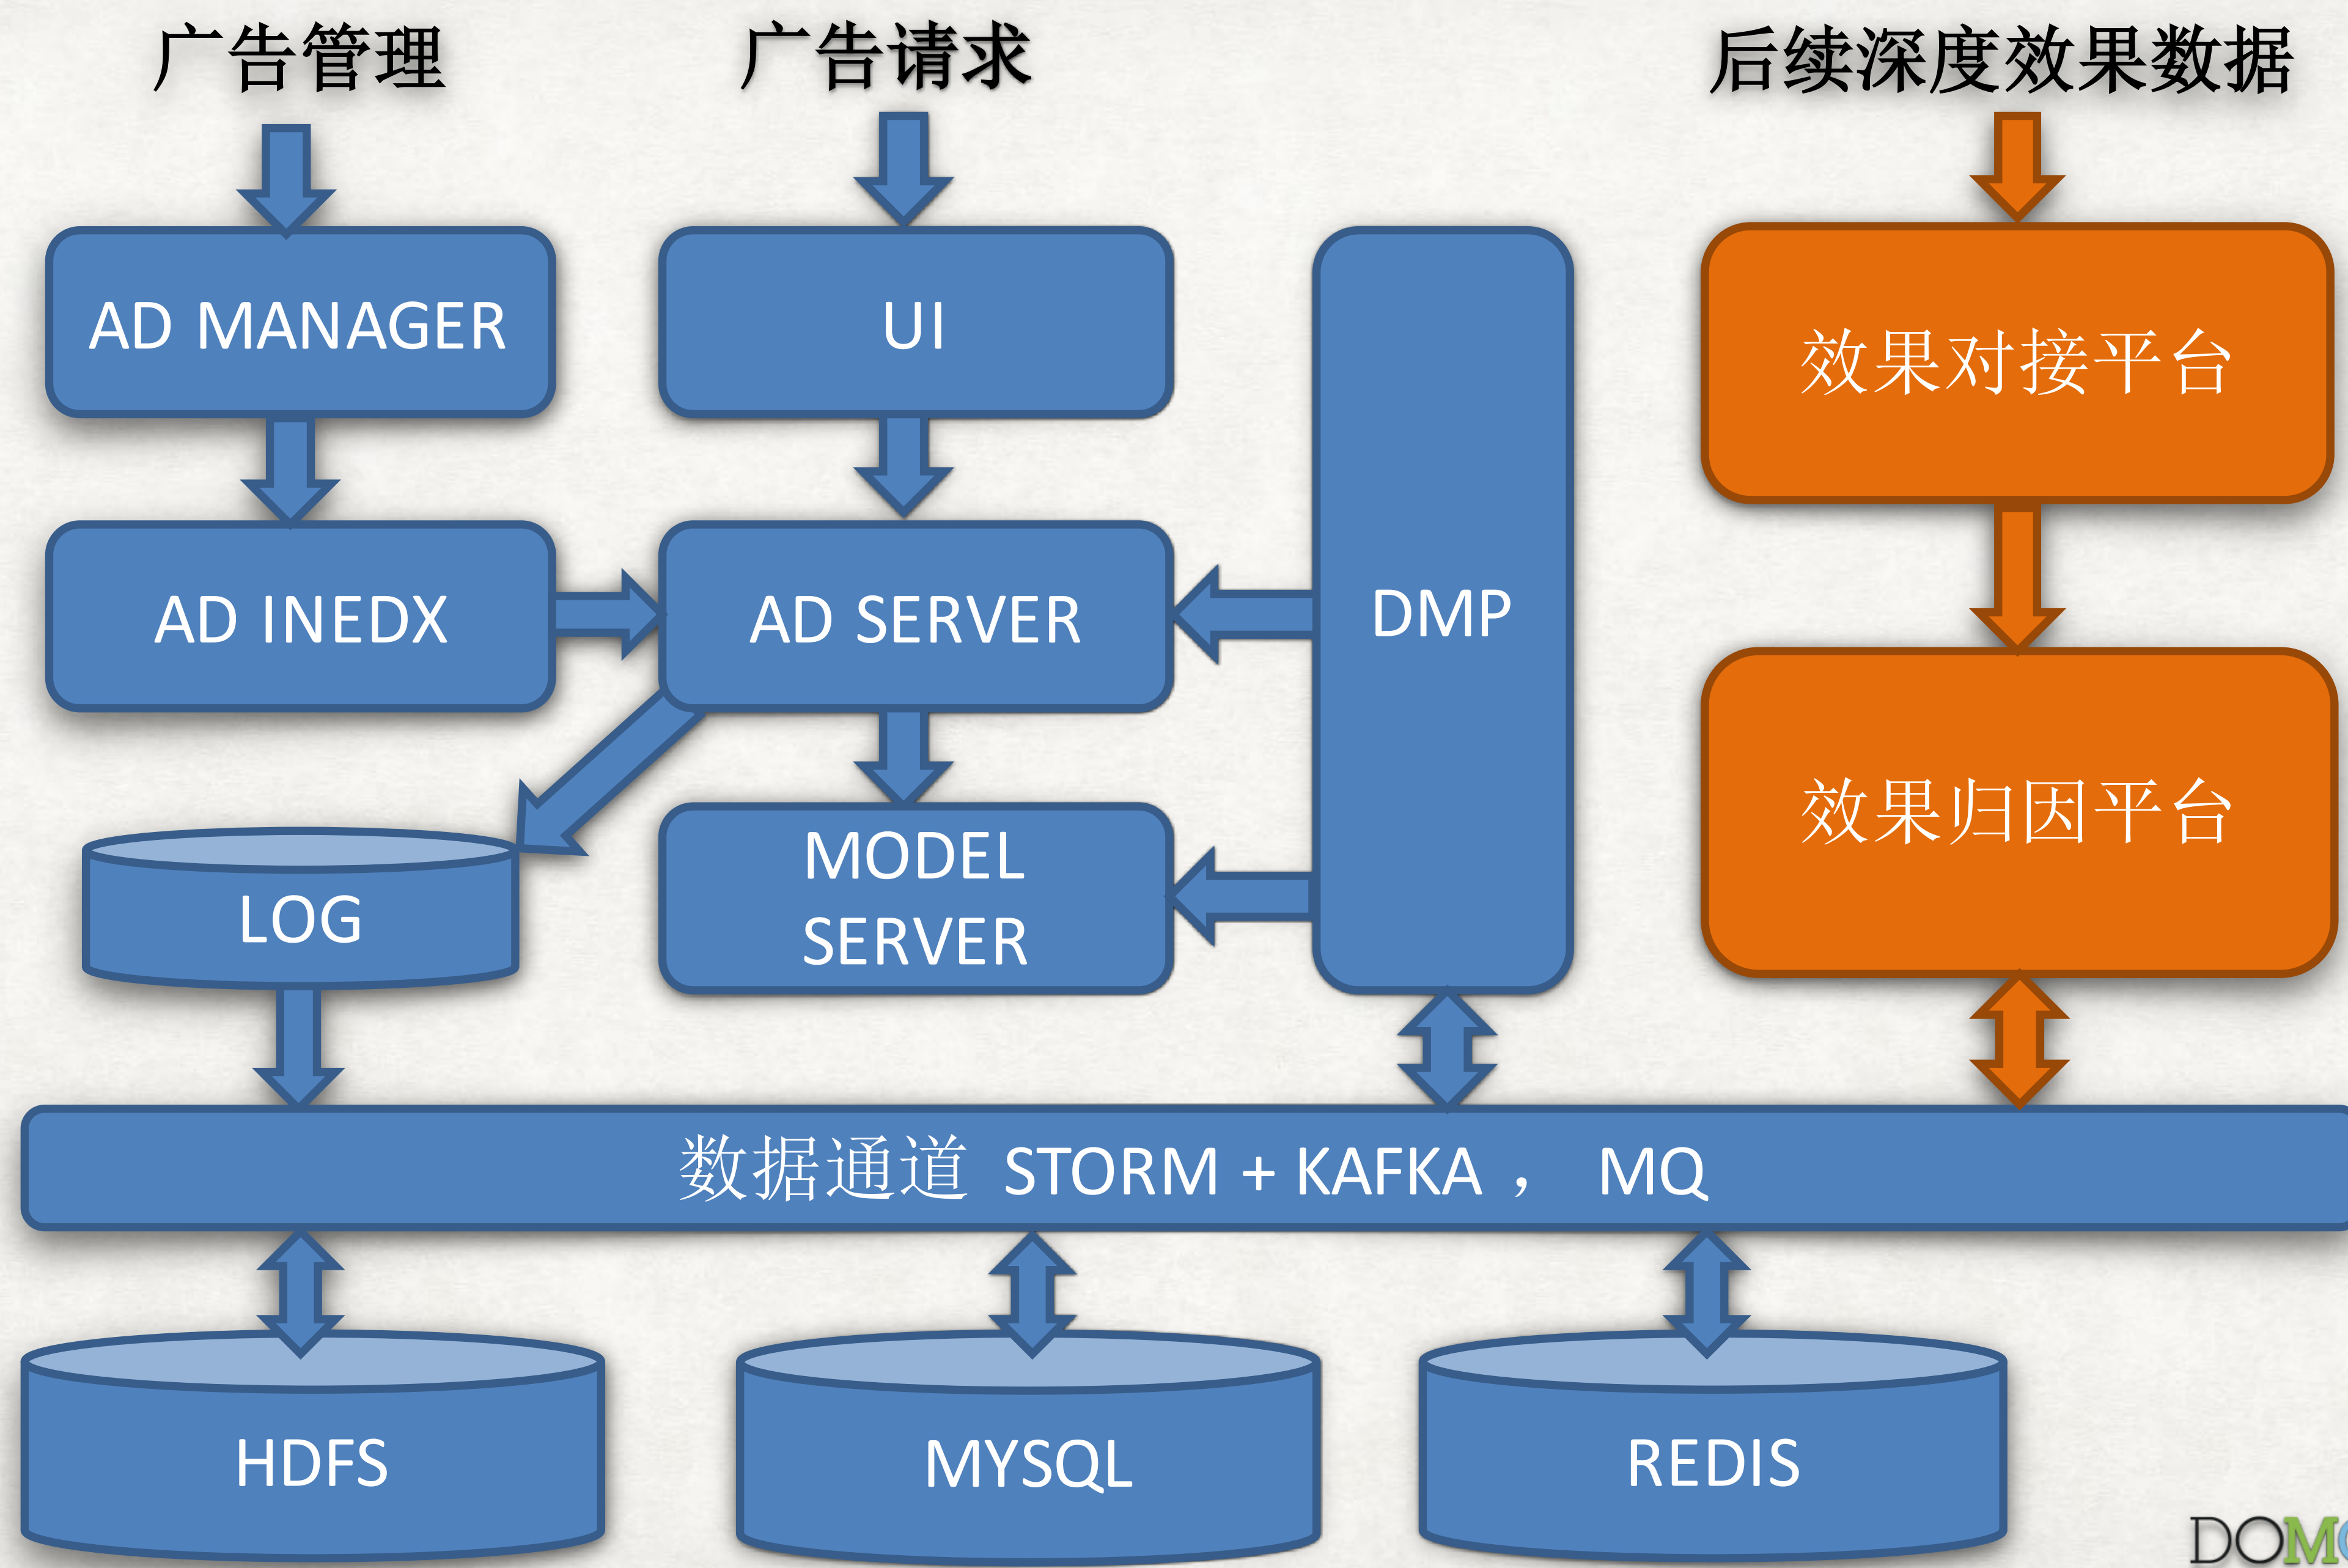 广告管理
广告请求
后续深度效果数据
AD MANAGER
UI
DMP
效果对接平台
AD INEDX
AD SERVER
LOG
MODEL
SERVER
效果归因平台
数据通道 STORM + KAFKA ， MQ
HDFS
MYSQL
REDIS
DOM